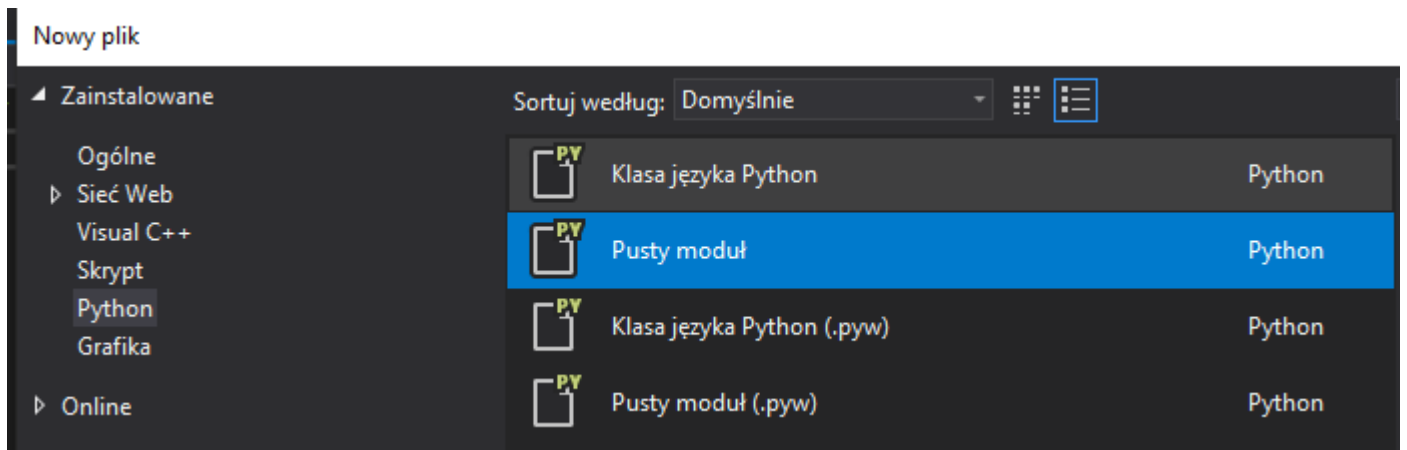 Nowy plik
Zainstalowane
Ogólne
Sieć Web
Visual C++
Skrypt
Python
Grafika
Online
Sortuj według: Domyślnie
PY Klasa języka Python Python
PY Pusty moduł Python
PY Klasa języka Python (.pyw) Python
PY Pusty moduł (.pyw) Python